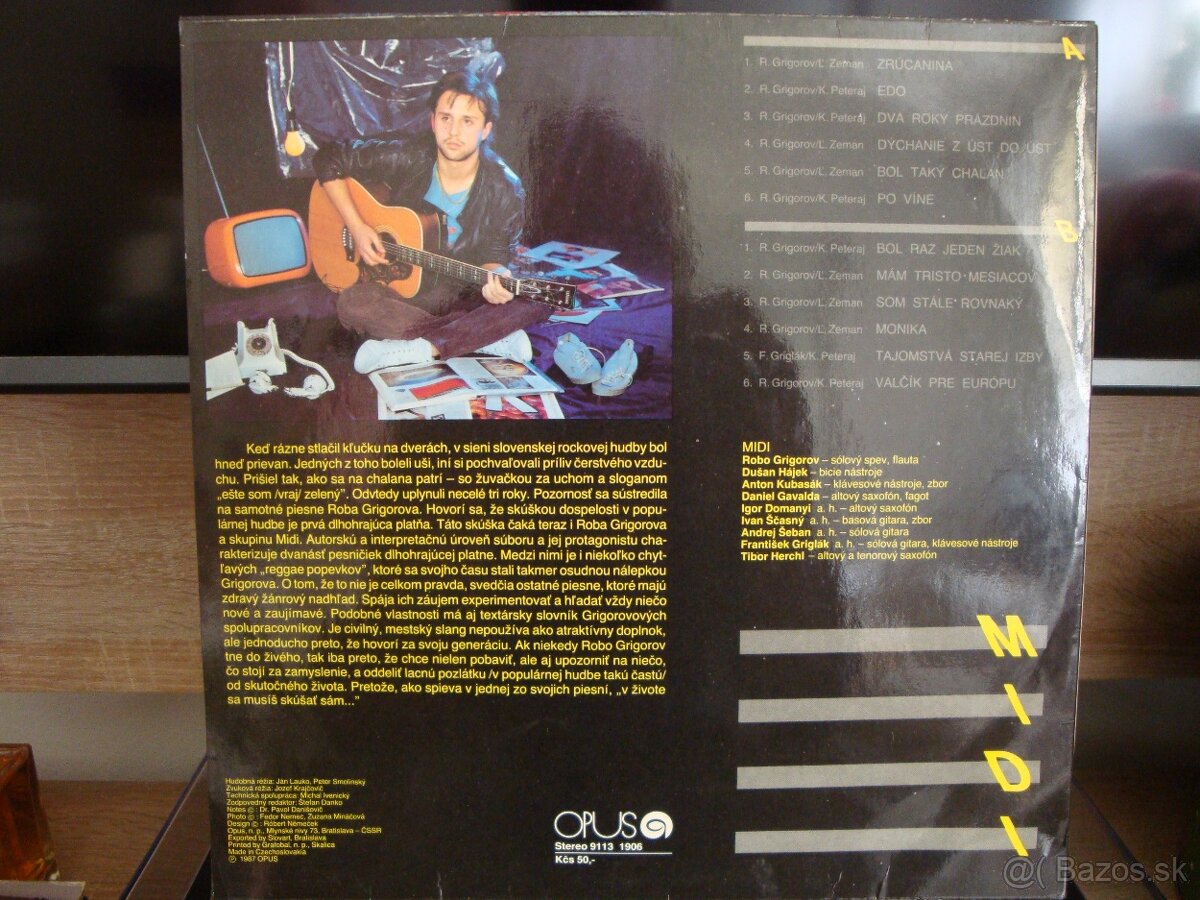 A
1. R. Grigorov/Ľ. Zeman ZRÚCANINA
2. R. Grigorov/K. Peteraj EDO
3. R. Grigorov/K. Peteraj DVA ROKY PRÁZDNIN
4. R. Grigorov/Ľ. Zeman DÝCHANIE Z ÚST DO ÚST
5. R. Grigorov/Ľ. Zeman BOL TAKÝ CHALAN
6. R. Grigorov/K. Peteraj PO VÍNE
B
1. R. Grigorov/K. Peteraj BOL RAZ JEDEN ŽIAK
2. R. Grigorov/Ľ. Zeman MÁM TRISTO MESIACOV
3. R. Grigorov/Ľ. Zeman SOM STÁLE ROVNAKÝ
4. R. Grigorov/Ľ. Zeman MONIKA
5. F. Griglák/K. Peteraj TAJOMSTVÁ STAREJ IZBY
6. R. Grigorov/K. Peteraj VALČÍK PRE EURÓPU
Keď rázne stlačil kľučku na dverách, v sieni slovenskej rockovej hudby bol
hneď prievan. Jedných z toho boleli uši, iní si pochvaľovali príliv čerstvého vzdu-
chu. Prišiel tak, ako sa na chalana patrí – so žuvačkou za uchom a sloganom
„ešte som /vraj/ zelený”. Odvtedy uplynuli necelé tri roky. Pozornosť sa sústredila
na samotné piesne Roba Grigorova. Hovorí sa, že skúškou dospelosti v popu-
lárnej hudbe je prvá dlhohrajúca platňa. Táto skúška čaká teraz i Roba Grigorova
a skupinu Midi. Autorskú a interpretačnú úroveň súboru a jej protagonistu cha-
rakterizuje dvanásť pesničiek dlhohrajúcej platne. Medzi nimi je i niekoľko chyt-
ľavých „reggae popevkov”, ktoré sa svojho času stali takmer osudnou nálepkou
Grigorova. O tom, že to nie je celkom pravda, svedčia ostatné piesne, ktoré majú
zdravý žánrový nadhľad. Spája ich záujem experimentovať a hľadať vždy niečo
nové a zaujímavé. Podobné vlastnosti má aj textársky slovník Grigorovových
spolupracovníkov. Je civilný, mestský slang nepoužíva ako atraktívny doplnok,
ale jednoducho preto, že hovorí za svoju generáciu. Ak niekedy Robo Grigorov
tne do živého, tak iba preto, že chce nielen pobaviť, ale aj upozorniť na niečo,
čo stojí za zamyslenie, a oddeliť lacnú pozlátku /v populárnej hudbe takú častú/
od skutočného života. Pretože, ako spieva v jednej zo svojich piesní, „v živote
sa musíš skúšať sám...”
MIDI
Robo Grigorov – sólový spev, flauta
Dušan Hájek – bicie nástroje
Anton Kubasák – klávesové nástroje, zbor
Daniel Gavalda – altový saxofón, fagot
Igor Domanyi a. h. – altový saxofón
Ivan Ščasný a. h. – basová gitara, zbor
Andrej Šeban a. h. – sólová gitara
František Griglák a. h. – sólová gitara, klávesové nástroje
Tibor Herchl – altový a tenorový saxofón
MIDI
Hudobná réžia: Ján Lauko, Peter Smolinský
Zvuková réžia: Jozef Krajčovič
Technická spolupráca: Michal Ivenický
Zodpovedný redaktor: Štefan Danko
Notes © : Dr. Pavol Danišovič
Photo © : Fedor Nemec, Zuzana Mináčová
Design © : Róbert Németek
Opus, n. p., Mlynské nivy 73, Bratislava – ČSSR
Exported by Slovart, Bratislava
Printed by Grafobal, n. p., Skalica
Made in Czechoslovakia
℗ 1987 OPUS
OPUS
Stereo 9113 1906
Kčs 50,-
@( Bazos.sk